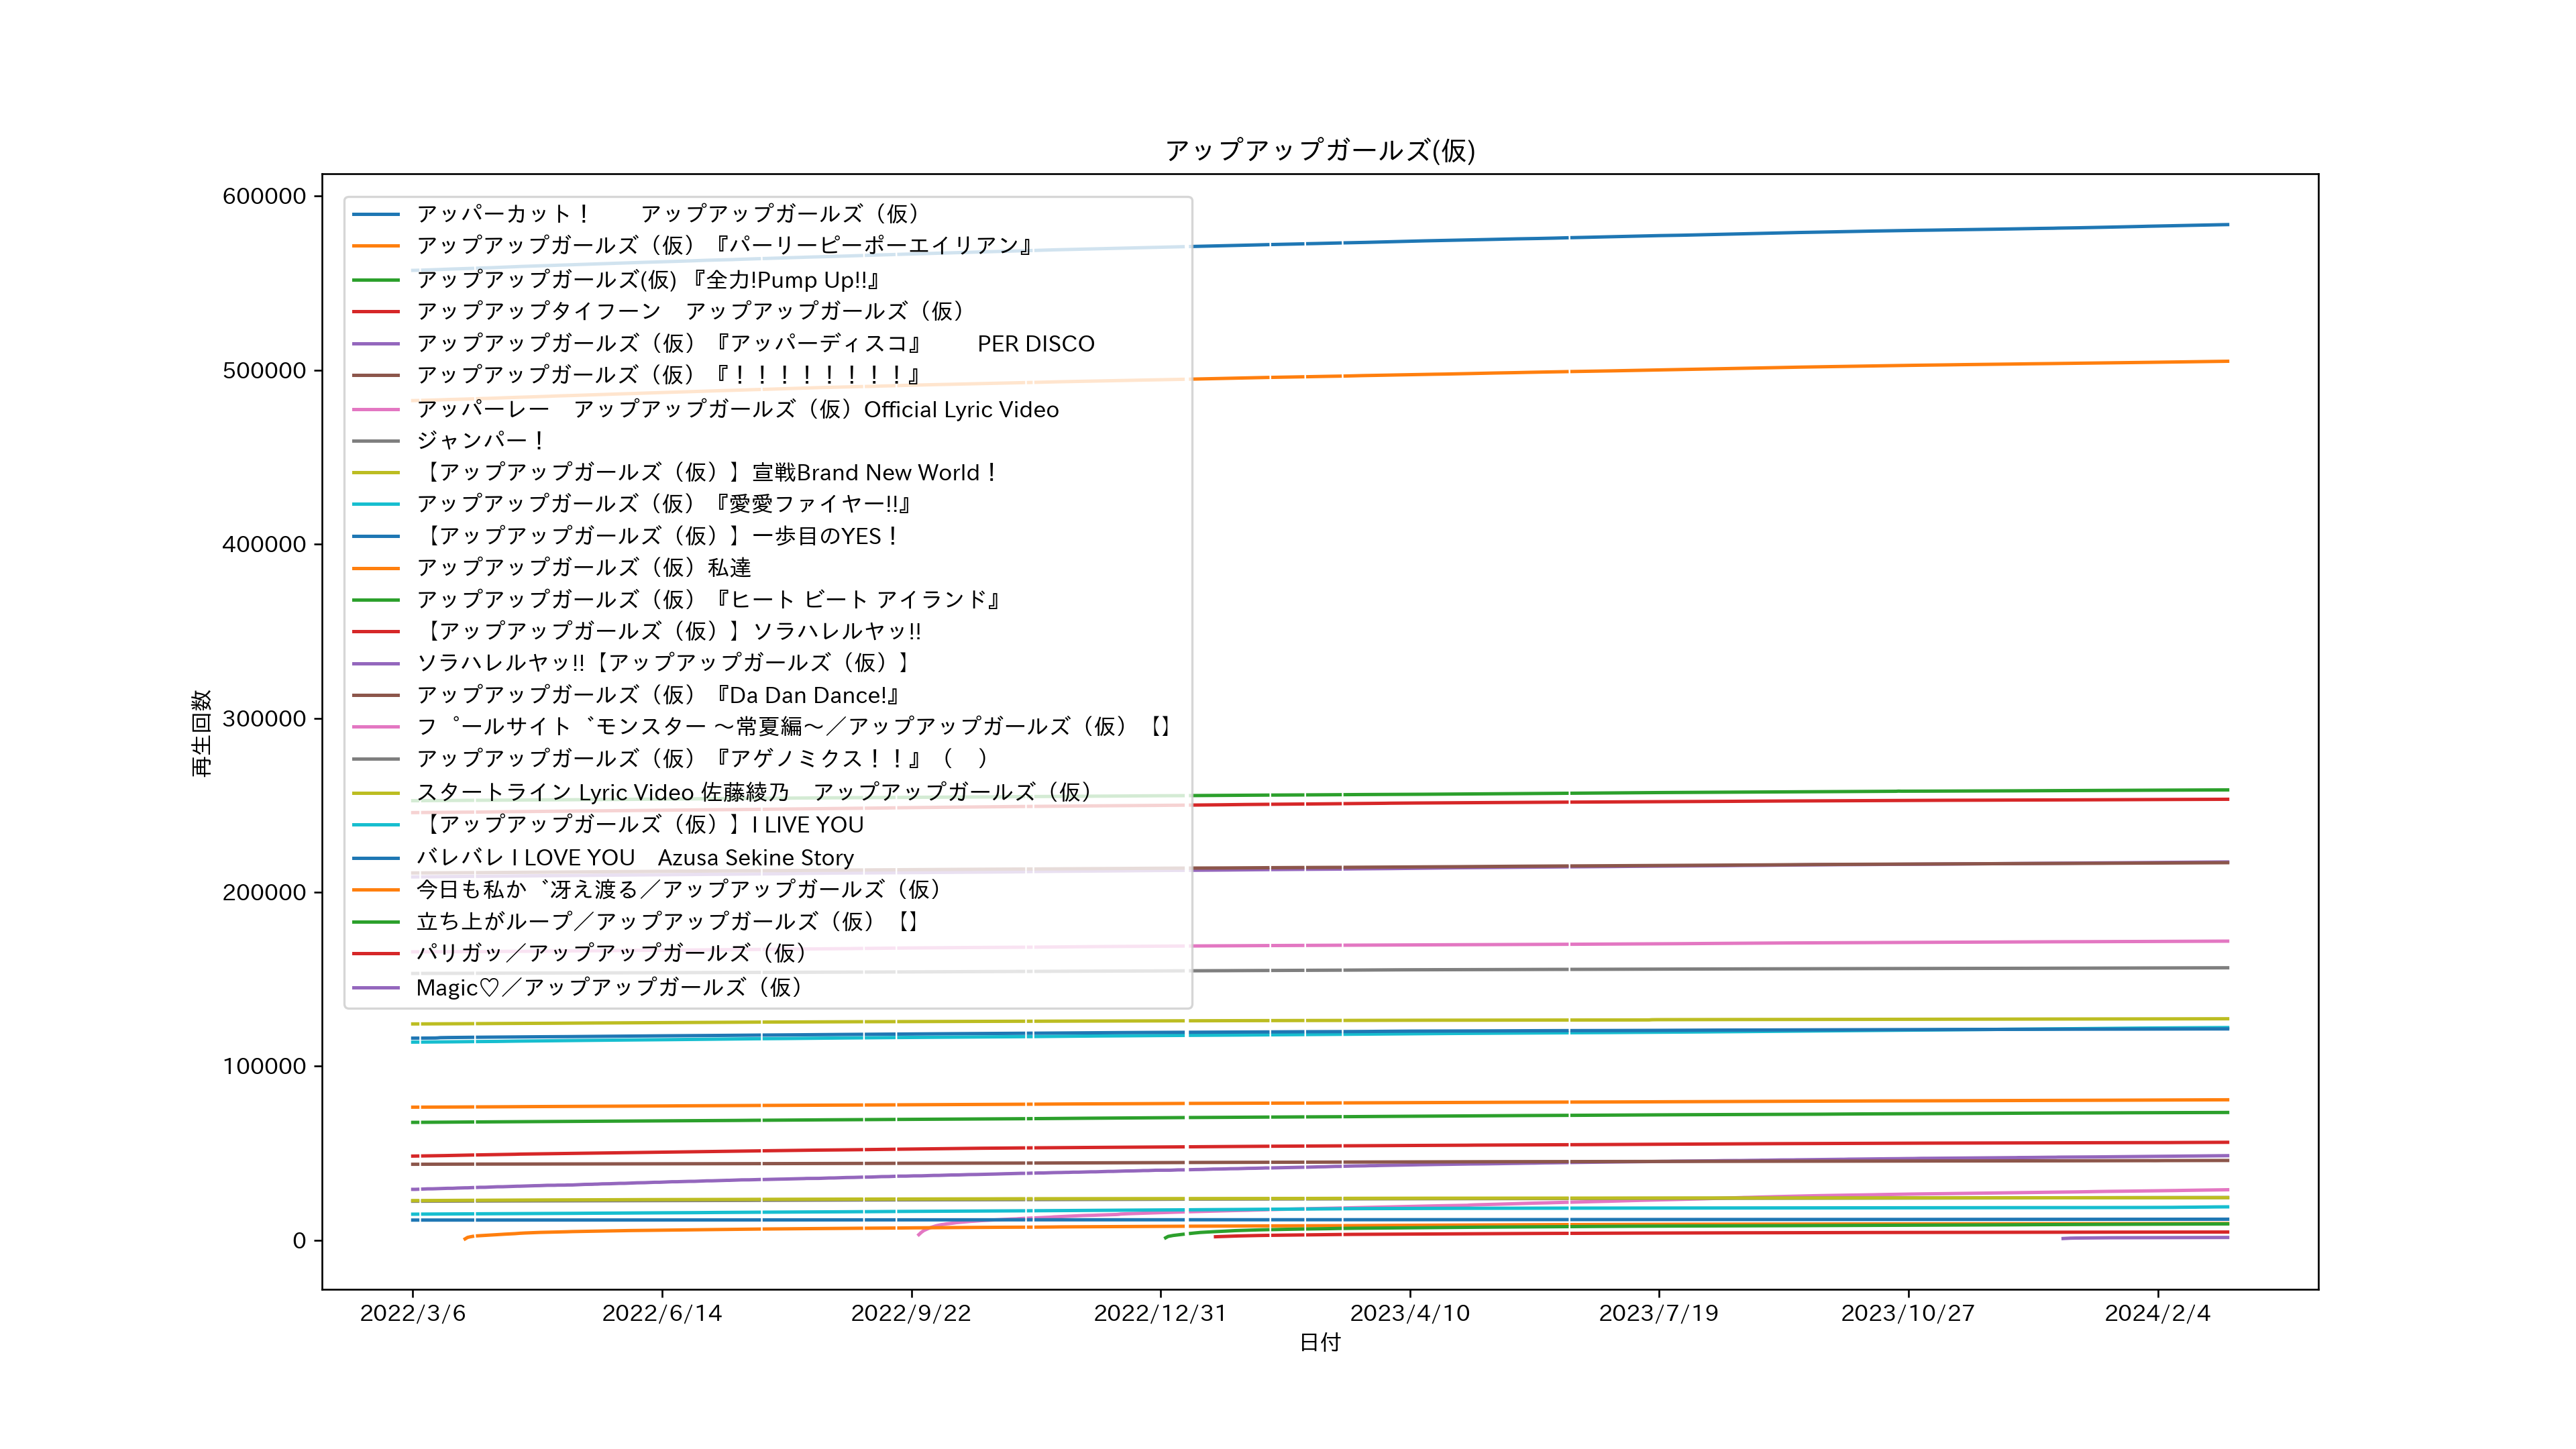 アップアップガールズ(仮)
600000
500000
400000
300000
200000
100000
0
再生回数
アッパーカット！　　アップアップガールズ（仮）
アップアップガールズ（仮）『パーリーピーポーエイリアン』
アップアップガールズ(仮) 『全力!Pump Up!!』
アップアップタイフーン　アップアップガールズ（仮）
アップアップガールズ（仮）『アッパーディスコ』　　PER DISCO
アップアップガールズ（仮）『！！！！！！！！』
アッパーレー　アップアップガールズ（仮）Official Lyric Video
ジャンパー！
【アップアップガールズ（仮）】宣戦Brand New World！
アップアップガールズ（仮）『愛愛ファイヤー!!』
【アップアップガールズ（仮）】一歩目のYES！
アップアップガールズ（仮）私達
アップアップガールズ（仮）『ヒート ビート アイランド』
【アップアップガールズ（仮）】ソラハレルヤッ!!
ソラハレルヤッ!!【アップアップガールズ（仮）】
アップアップガールズ（仮）『Da Dan Dance!』
フ゜ールサイト゛モンスター 〜常夏編〜／アップアップガールズ（仮）【】
アップアップガールズ（仮）『アゲノミクス！！』（　）
スタートライン Lyric Video 佐藤綾乃　アップアップガールズ（仮）
【アップアップガールズ（仮）】I LIVE YOU
バレバレ I LOVE YOU　Azusa Sekine Story
今日も私か゛冴え渡る／アップアップガールズ（仮）
立ち上がループ／アップアップガールズ（仮）【】
パリガッ／アップアップガールズ（仮）
Magic♡／アップアップガールズ（仮）
2022/3/6 2022/6/14 2022/9/22 2022/12/31 2023/4/10 2023/7/19 2023/10/27 2024/2/4
日付